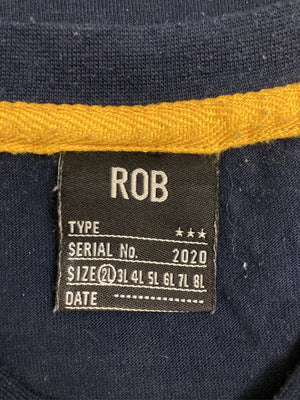 ROB
TYPE ★★★
SERIAL No. 2020
SIZE 2L 3L 4L 5L 6L 7L 8L
DATE -------------